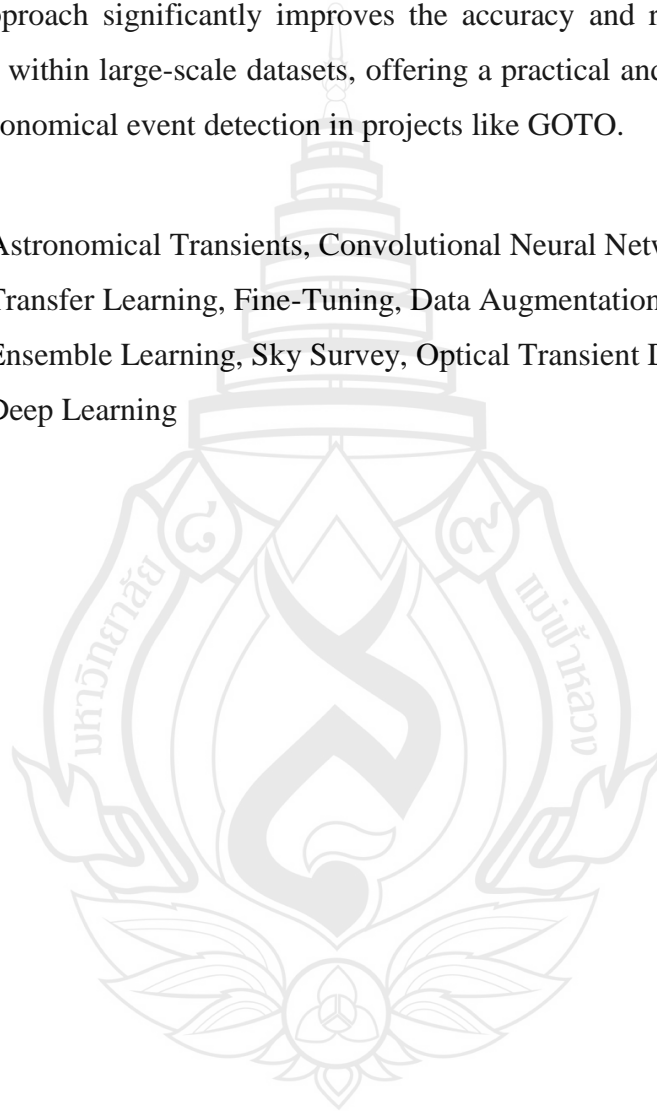 pproach significantly improves the accuracy and r
within large-scale datasets, offering a practical and
onomical event detection in projects like GOTO.
Astronomical Transients, Convolutional Neural Netw
Transfer Learning, Fine-Tuning, Data Augmentation
Ensemble Learning, Sky Survey, Optical Transient D
Deep Learning
๘ ๙
มหาวิทยาลัย แม่ฟ้าหลวง